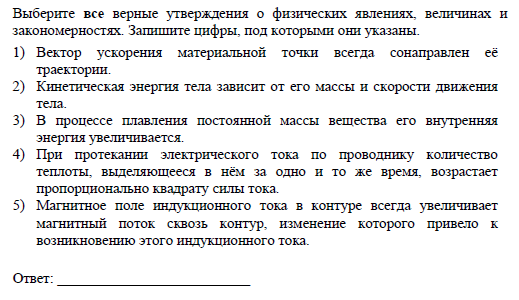 Выберите все верные утверждения о физических явлениях, величинах и
закономерностях. Запишите цифры, под которыми они указаны.
1) Вектор ускорения материальной точки всегда сонаправлен её
траектории.
2) Кинетическая энергия тела зависит от его массы и скорости движения
тела.
3) В процессе плавления постоянной массы вещества его внутренняя
энергия увеличивается.
4) При протекании электрического тока по проводнику количество
теплоты, выделяющееся в нём за одно и то же время, возрастает
пропорционально квадрату силы тока.
5) Магнитное поле индукционного тока в контуре всегда увеличивает
магнитный поток сквозь контур, изменение которого привело к
возникновению этого индукционного тока.
Ответ: ___________________________